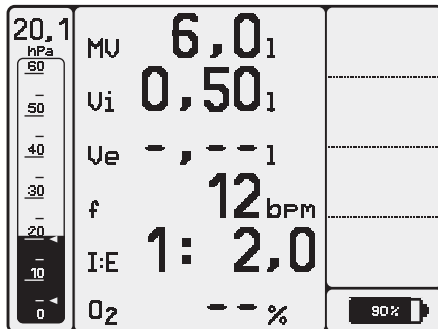 20,1
hPa
60
50
40
30
20
10
0
MV 6,0 l
Vi 0,50 l
Ve -,-- l
f 12 bpm
I:E 1: 2,0
O2 -- %
90%